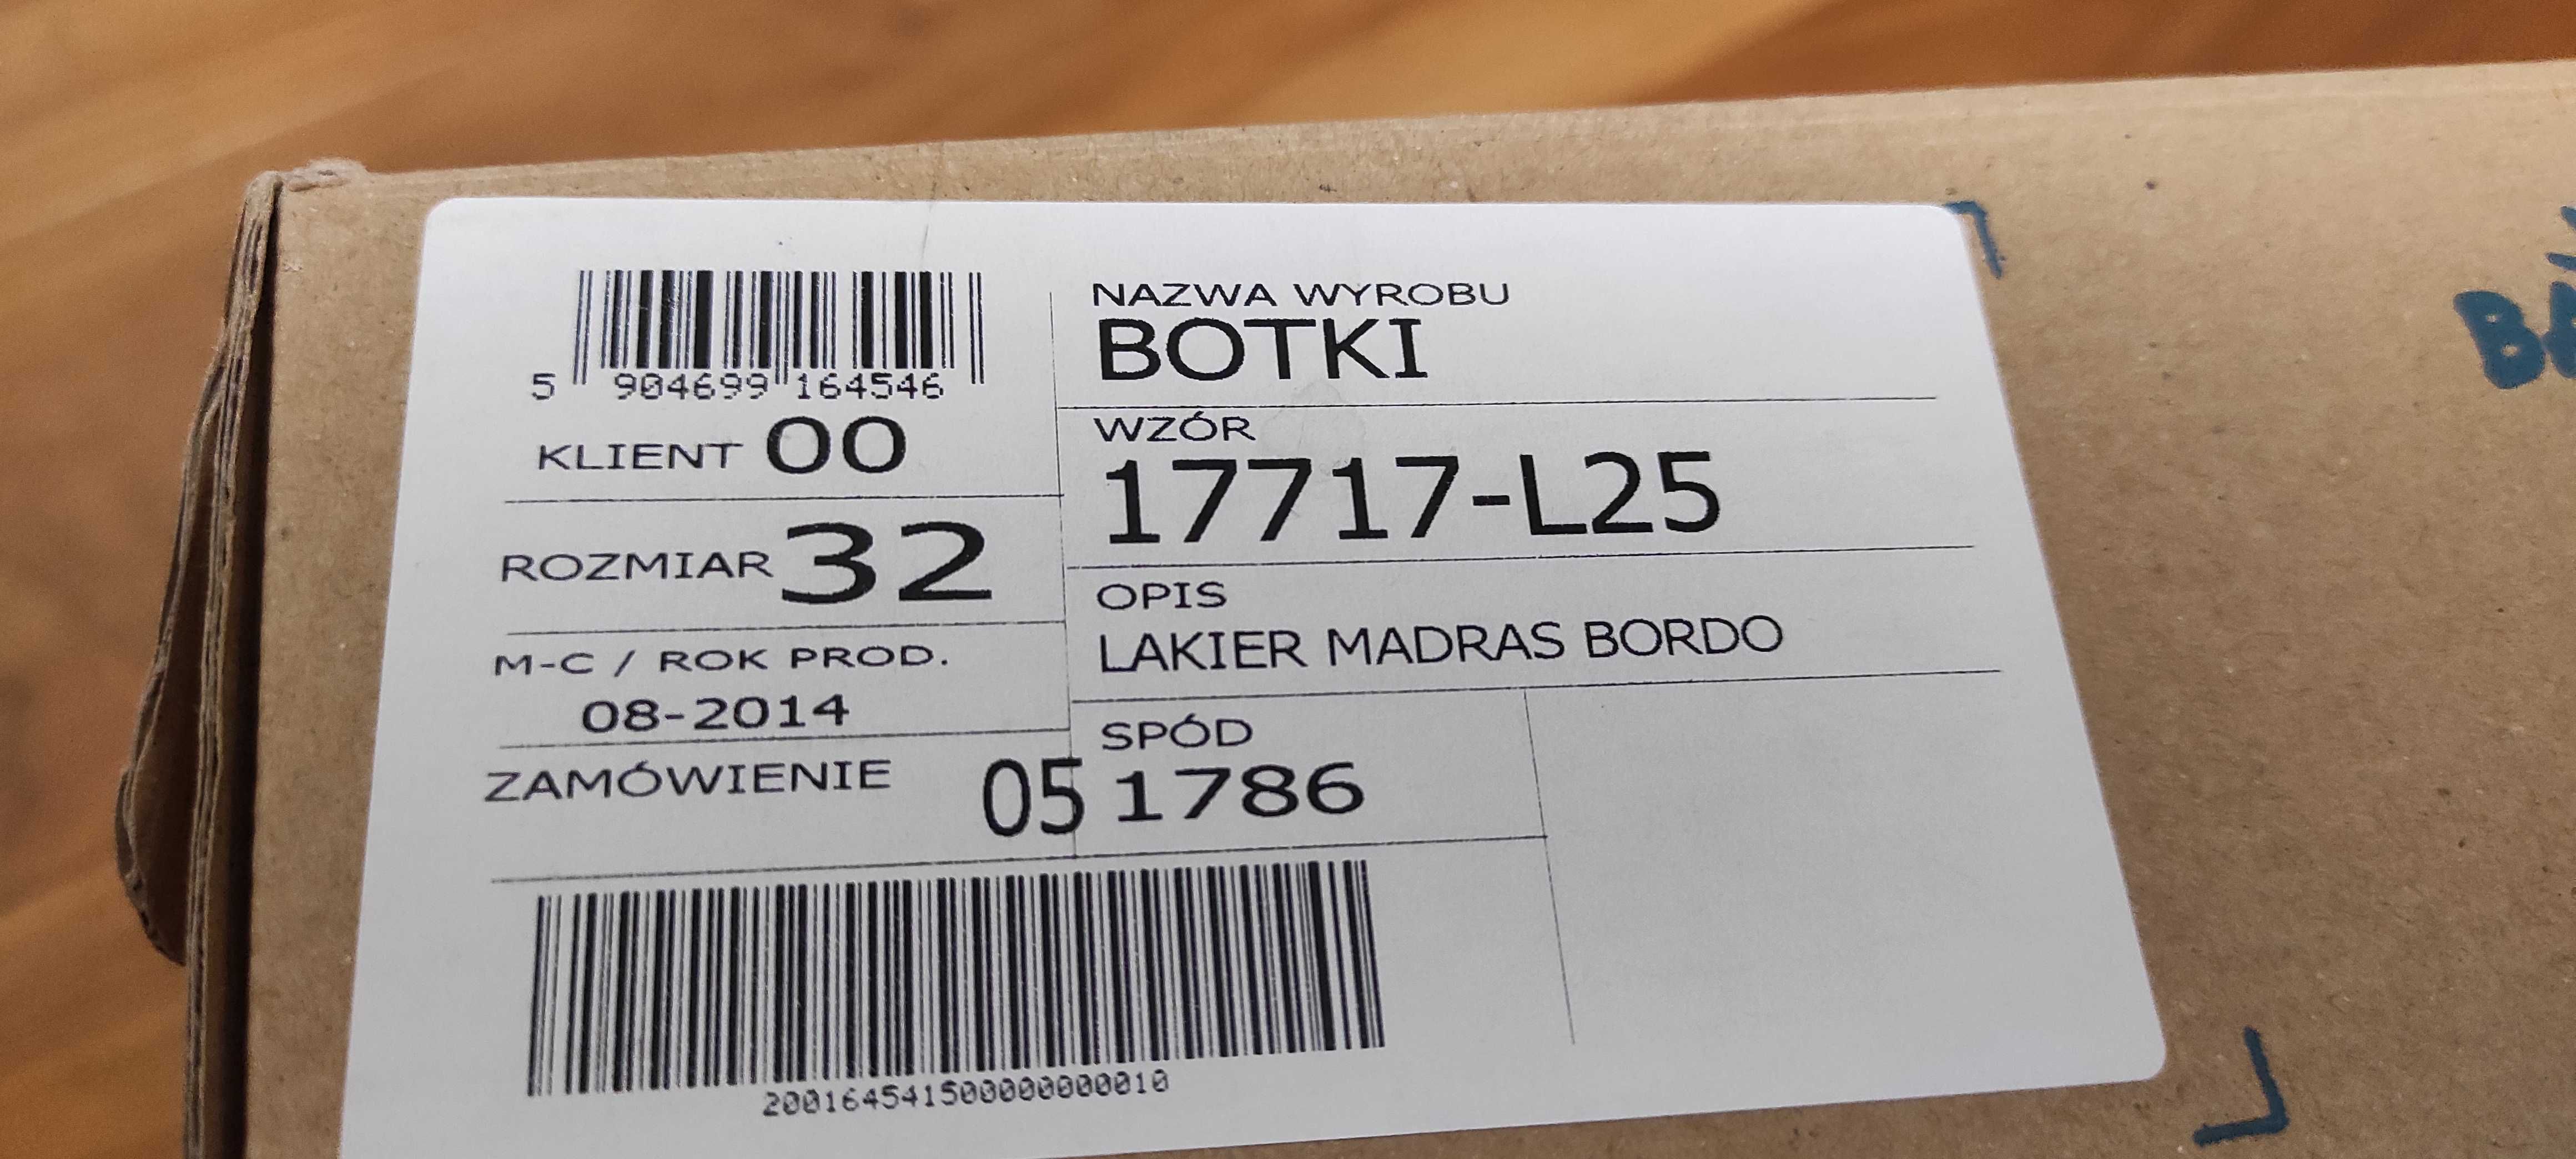 5 904699 164546
KLIENT 00
ROZMIAR 32
M-C / ROK PROD.
08-2014
ZAMÓWIENIE 05
NAZWA WYROBU
BOTKI
WZÓR
17717-L25
OPIS
LAKIER MADRAS BORDO
SPÓD
1786
20016454150000000010